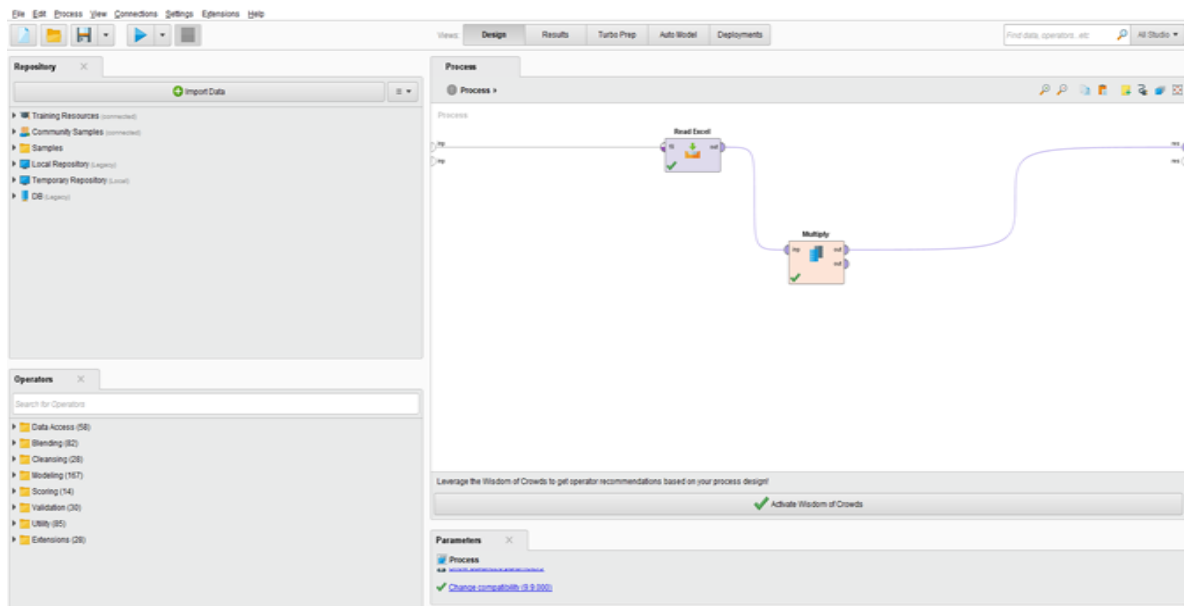 File Edit Process View Connections Settings Extensions Help
Views: Design Results Turbo Prep Auto Model Deployments
Find data, operators...etc All Studio
Repository
Import Data
Training Resources (connected)
Community Samples (connected)
Samples
Local Repository (Legacy)
Temporary Repository (Local)
DB (Legacy)
Process
Process
Process
inp
inp
Read Excel
fil out
res
res
Multiply
inp out
out
Leverage the Wisdom of Crowds to get operator recommendations based on your process design!
Activate Wisdom of Crowds
Operators
Search for Operators
Data Access (58)
Blending (82)
Cleansing (28)
Modeling (167)
Scoring (14)
Validation (30)
Utility (85)
Extensions (28)
Parameters
Process
Change compatibility (9.9.000)